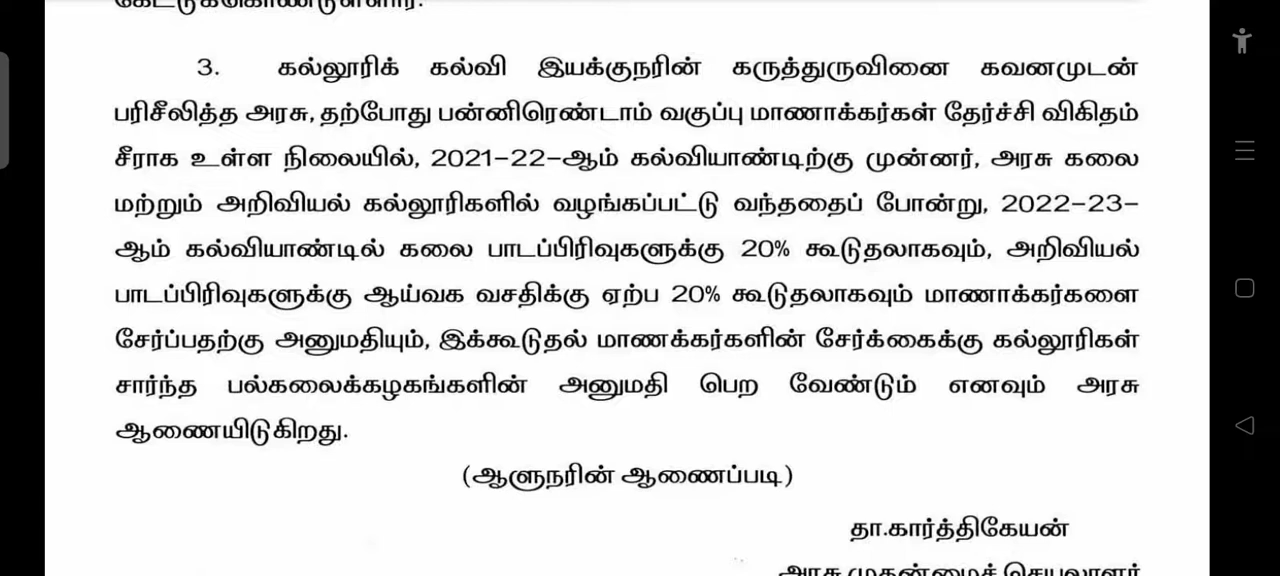 3. கல்லூரிக் கல்வி இயக்குநரின் கருத்துருவினை கவனமுடன்
பரிசீலித்த அரசு, தற்போது பன்னிரெண்டாம் வகுப்பு மாணாக்கர்கள் தேர்ச்சி விகிதம்
சீராக உள்ள நிலையில், 2021-22-ஆம் கல்வியாண்டிற்கு முன்னர், அரசு கலை
மற்றும் அறிவியல் கல்லூரிகளில் வழங்கப்பட்டு வந்ததைப் போன்று, 2022-23-
ஆம் கல்வியாண்டில் கலை பாடப்பிரிவுகளுக்கு 20% கூடுதலாகவும், அறிவியல்
பாடப்பிரிவுகளுக்கு ஆய்வக வசதிக்கு ஏற்ப 20% கூடுதலாகவும் மாணாக்கர்களை
சேர்ப்பதற்கு அனுமதியும், இக்கூடுதல் மாணக்கர்களின் சேர்க்கைக்கு கல்லூரிகள்
சார்ந்த பல்கலைக்கழகங்களின் அனுமதி பெற வேண்டும் எனவும் அரசு
ஆணையிடுகிறது.
(ஆளுநரின் ஆணைப்படி)
தா.கார்த்திகேயன்
அரசு முதன்மைச் செயலாளர்